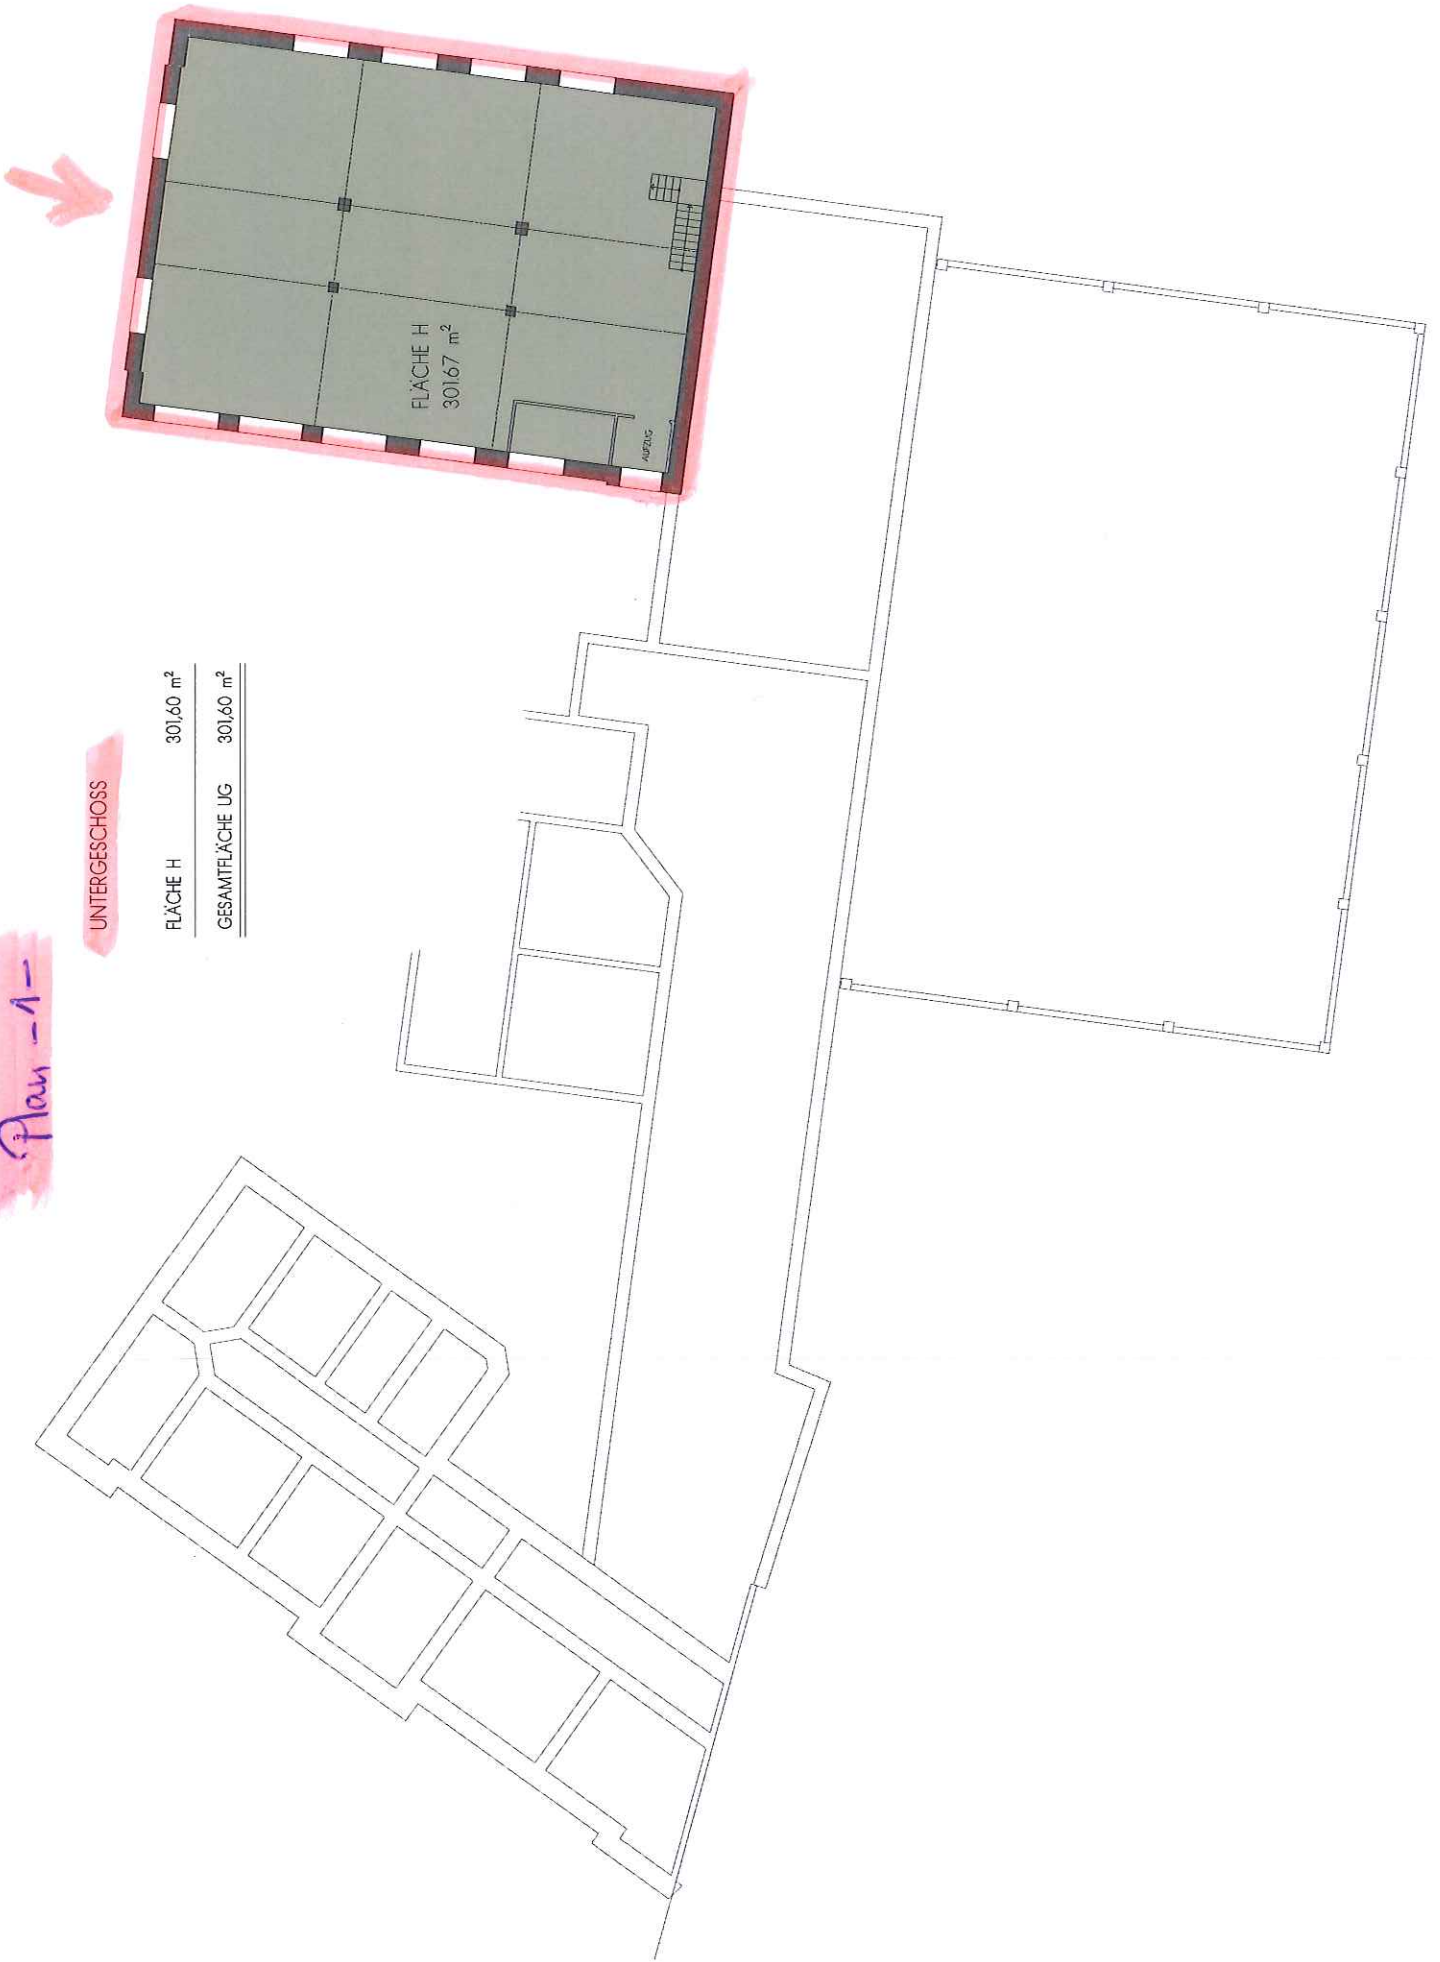 Plan -1-
UNTERGESCHOSS
FLÄCHE H 301,60 m²
GESAMTFLÄCHE UG 301,60 m²
FLÄCHE H
301.67 m²
AUFZUG